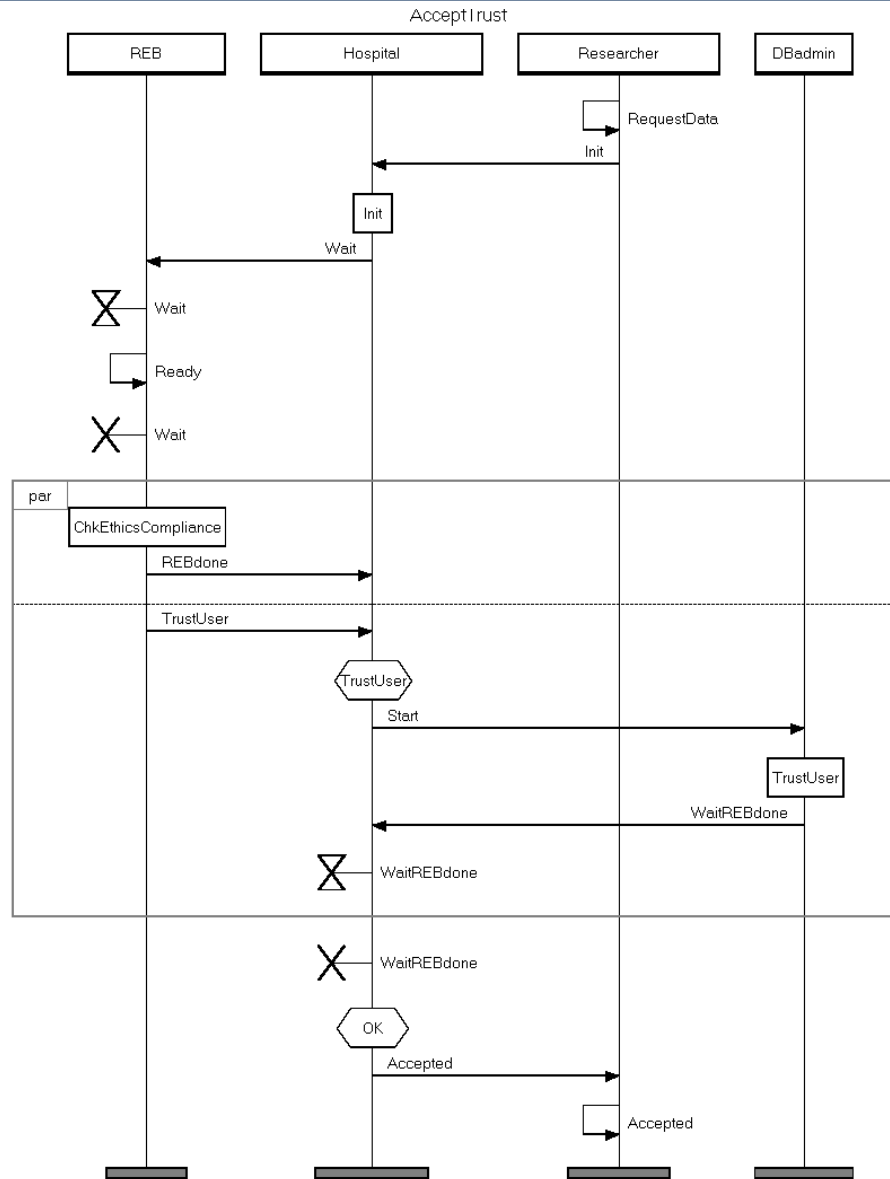 AcceptTrust
REB Hospital Researcher DBadmin
RequestData
Init
Init
Wait
Wait
Ready
Wait
par
ChkEthicsCompliance
REBdone
TrustUser
TrustUser
Start
TrustUser
WaitREBdone
WaitREBdone
WaitREBdone
OK
Accepted
Accepted